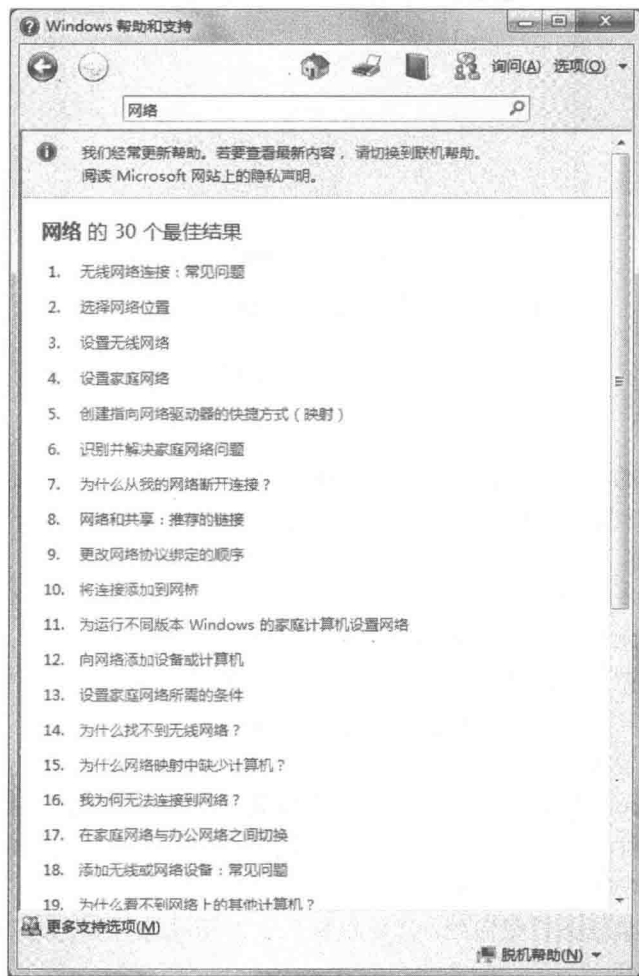 Windows 帮助和支持
询问(A) 选项(O)
网络
我们经常更新帮助。若要查看最新内容，请切换到联机帮助。
阅读 Microsoft 网站上的隐私声明。
网络 的 30 个最佳结果
1. 无线网络连接：常见问题
2. 选择网络位置
3. 设置无线网络
4. 设置家庭网络
5. 创建指向网络驱动器的快捷方式（映射）
6. 识别并解决家庭网络问题
7. 为什么从我的网络断开连接？
8. 网络和共享：推荐的链接
9. 更改网络协议绑定的顺序
10. 将连接添加到网桥
11. 为运行不同版本 Windows 的家庭计算机设置网络
12. 向网络添加设备或计算机
13. 设置家庭网络所需的条件
14. 为什么找不到无线网络？
15. 为什么网络映射中缺少计算机？
16. 我为何无法连接到网络？
17. 在家庭网络与办公网络之间切换
18. 添加无线或网络设备：常见问题
19. 为什么看不到网络上的其他计算机？
更多支持选项(M)
脱机帮助(N)